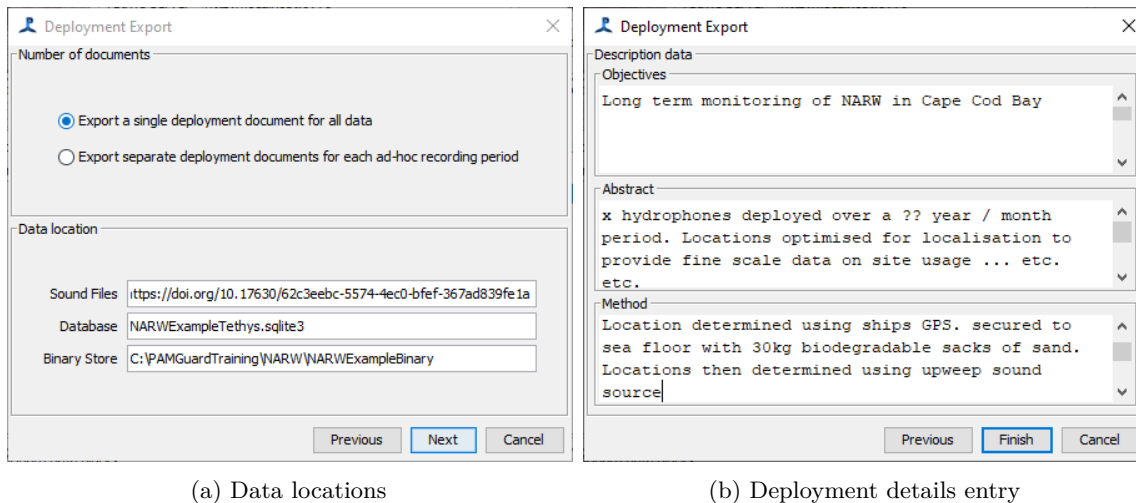 Deployment Export
Number of documents
Export a single deployment document for all data
Export separate deployment documents for each ad-hoc recording period
Data location
Sound Files ttps://doi.org/10.17630/62c3eebc-5574-4ec0-bfef-367ad839fe1a
Database NARWExampleTethys.sqlite3
Binary Store C:\PAMGuardTraining\NARW\NARWExampleBinary
Previous Next Cancel
(a) Data locations
Deployment Export
Description data
Objectives
Long term monitoring of NARW in Cape Cod Bay
Abstract
x hydrophones deployed over a ?? year / month
period. Locations optimised for localisation to
provide fine scale data on site usage ... etc.
etc.
Method
Location determined using ships GPS. secured to
sea floor with 30kg biodegradable sacks of sand.
Locations then determined using upweep sound
source
Previous Finish Cancel
(b) Deployment details entry